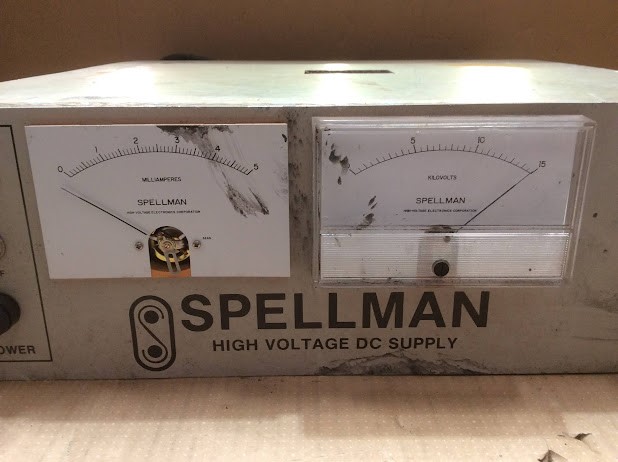 0 1 2 3 4 5
MILLIAMPERES
SPELLMAN
HIGH VOLTAGE ELECTRONICS CORPORATION
5 10 15
KILOVOLTS
SPELLMAN
HIGH VOLTAGE ELECTRONICS CORPORATION
SPELLMAN
HIGH VOLTAGE DC SUPPLY
OWER